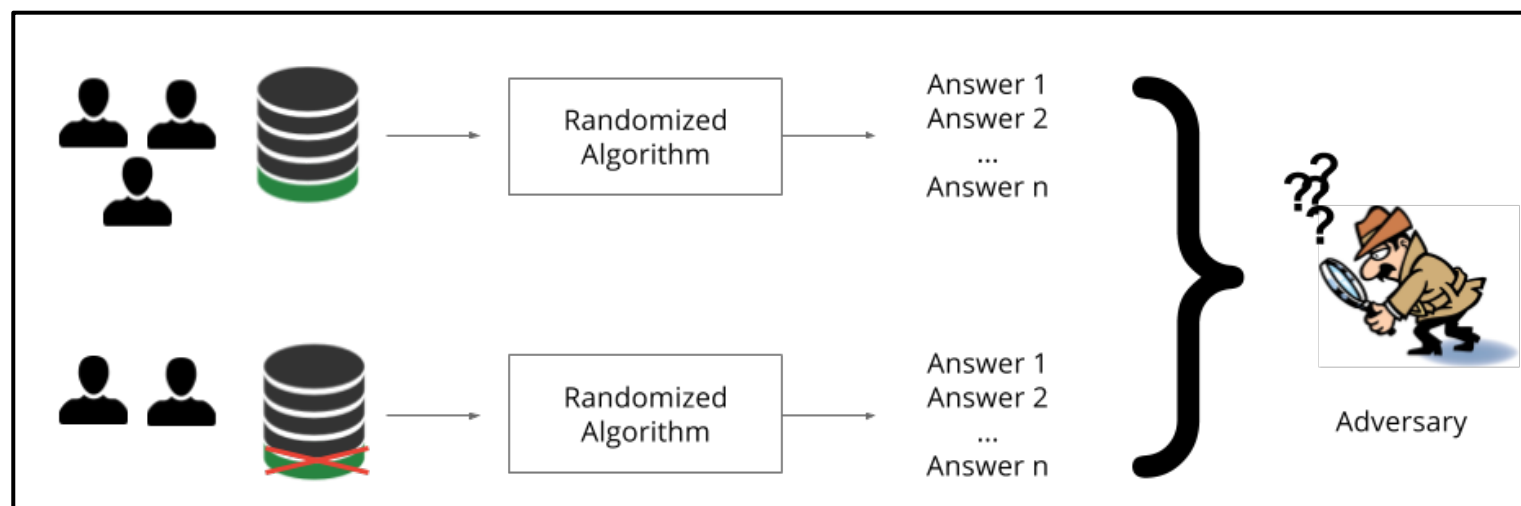 Randomized
Algorithm
Answer 1
Answer 2
...
Answer n
????
Randomized
Algorithm
Answer 1
Answer 2
...
Answer n
Adversary